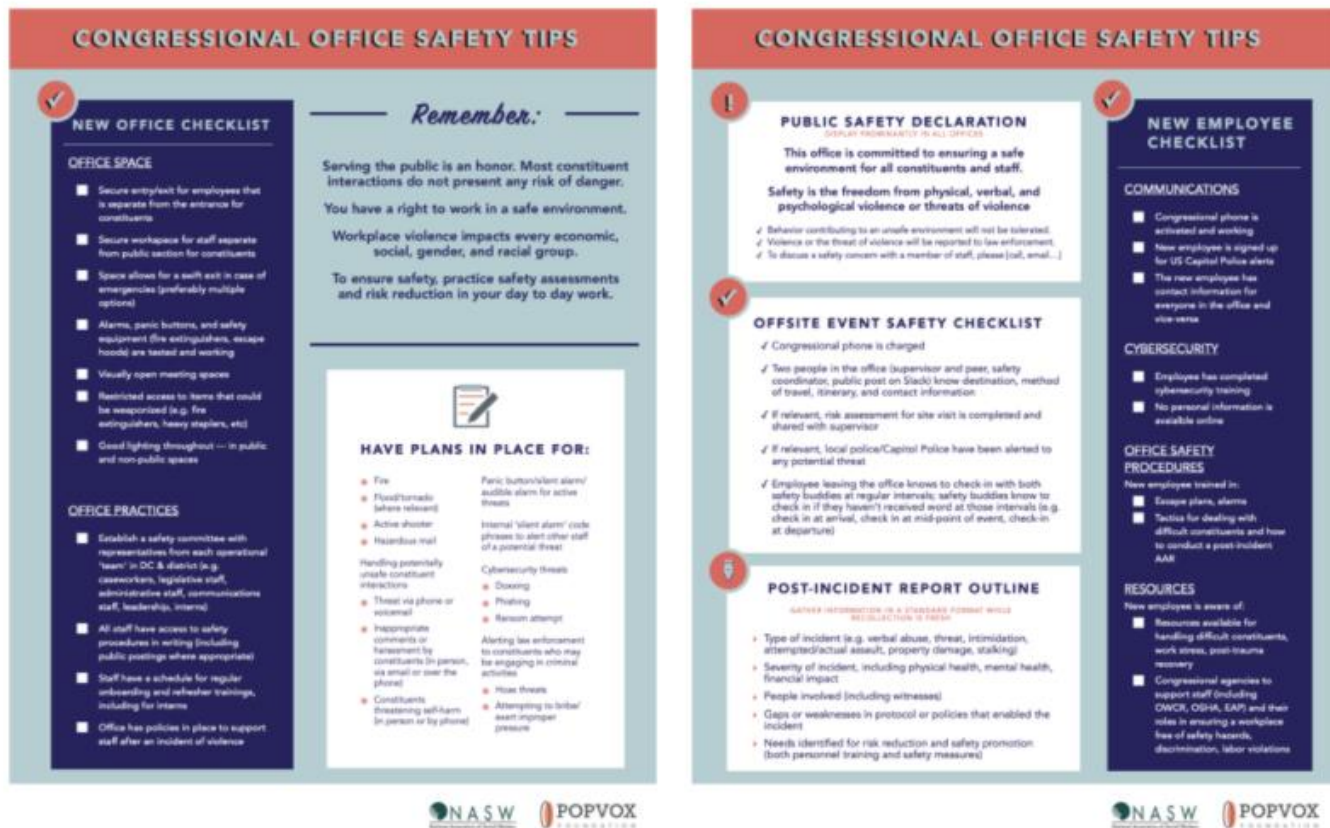 CONGRESSIONAL OFFICE SAFETY TIPS
NEW OFFICE CHECKLIST
OFFICE SPACE
Secure entry/exit for employees that
is separate from the entrance for
constituents
Secure workspace for staff separate
from public section for constituents
Space allows for a swift exit in case of
emergencies (preferably multiple
options)
Alarms, panic buttons, and safety
equipment (fire extinguishers, escape
hoods) are tested and working
Visually open meeting spaces
Restricted access to items that could
be weaponized (e.g. fire
extinguishers, heavy staplers, etc)
Good lighting throughout — in public
and non-public spaces
OFFICE PRACTICES
Establish a safety committee with
representatives from each operational
'team' in DC & district (e.g.
caseworkers, legislative staff,
administrative staff, communications
staff, leadership, interns)
All staff have access to safety
procedures in writing (including
public postings where appropriate)
Staff have a schedule for regular
onboarding and refresher trainings,
including for interns
Office has policies in place to support
staff after an incident of violence
Remember:
Serving the public is an honor. Most constituent
interactions do not present any risk of danger.
You have a right to work in a safe environment.
Workplace violence impacts every economic,
social, gender, and racial group.
To ensure safety, practice safety assessments
and risk reduction in your day to day work.
HAVE PLANS IN PLACE FOR:
Fire
Flood/tornado
(where relevant)
Active shooter
Hazardous mail
Handling potenitally
unsafe constituent
interactions
Threat via phone or
voicemail
Inappropriate
comments or
harassment by
constituents (in person,
via email or over the
phone)
Constituents
threatening self-harm
(in person or by phone)
Panic button/silent alarm/
audible alarm for active
threats
Internal 'silent alarm' code
phrases to alert other staff
of a potential threat
Cybersecurity threats
Doxxing
Phishing
Ransom attempt
Alerting law enforcement
to constituents who may
be engaging in criminal
activities
Hoax threats
Attempting to bribe/
exert improper
pressure
NASW
POPVOX
FOUNDATION
CONGRESSIONAL OFFICE SAFETY TIPS
PUBLIC SAFETY DECLARATION
DISPLAY PROMINANTLY IN ALL OFFICES
This office is committed to ensuring a safe
environment for all constituents and staff.
Safety is the freedom from physical, verbal, and
psychological violence or threats of violence
✓ Behavior contributing to an unsafe environment will not be tolerated.
✓ Violence or the threat of violence will be reported to law enforcement.
✓ To discuss a safety concern with a member of staff, please [call, email...]
OFFSITE EVENT SAFETY CHECKLIST
✓ Congressional phone is charged
✓ Two people in the office (supervisor and peer, safety
coordinator, public post on Slack) know destination, method
of travel, itinerary, and contact information
✓ If relevant, risk assessment for site visit is completed and
shared with supervisor
✓ If relevant, local police/Capitol Police have been alerted to
any potential threat
✓ Employee leaving the office knows to check-in with both
safety buddies at regular intervals; safety buddies know to
check in if they haven't received word at those intervals (e.g.
check in at arrival, check in at mid-point of event, check-in
at departure)
POST-INCIDENT REPORT OUTLINE
GATHER INFORMATION IN A STANDARD FORMAT WHILE
RECOLLECTION IS FRESH
Type of incident (e.g. verbal abuse, threat, intimidation,
attempted/actual assault, property damage, stalking)
Severity of incident, including physical health, mental health,
financial impact
People involved (including witnesses)
Gaps or weaknesses in protocol or policies that enabled the
incident
Needs identified for risk reduction and safety promotion
(both personnel training and safety measures)
NEW EMPLOYEE
CHECKLIST
COMMUNICATIONS
Congressional phone is
activated and working
New employee is signed up
for US Capitol Police alerts
The new employee has
contact information for
everyone in the office and
vice-versa
CYBERSECURITY
Employee has completed
cybersecurity training
No personal information is
avaialble online
OFFICE SAFETY
PROCEDURES
New employee trained in:
Escape plans, alarms
Tactics for dealing with
difficult constituents and how
to conduct a post-incident
AAR
RESOURCES
New employee is aware of:
Resources available for
handling difficult constituents,
work stress, post-trauma
recovery
Congressional agencies to
support staff (including
OWCR, OSHA, EAP) and their
roles in ensuring a workplace
free of safety hazards,
discrimination, labor violations
NASW
POPVOX
FOUNDATION